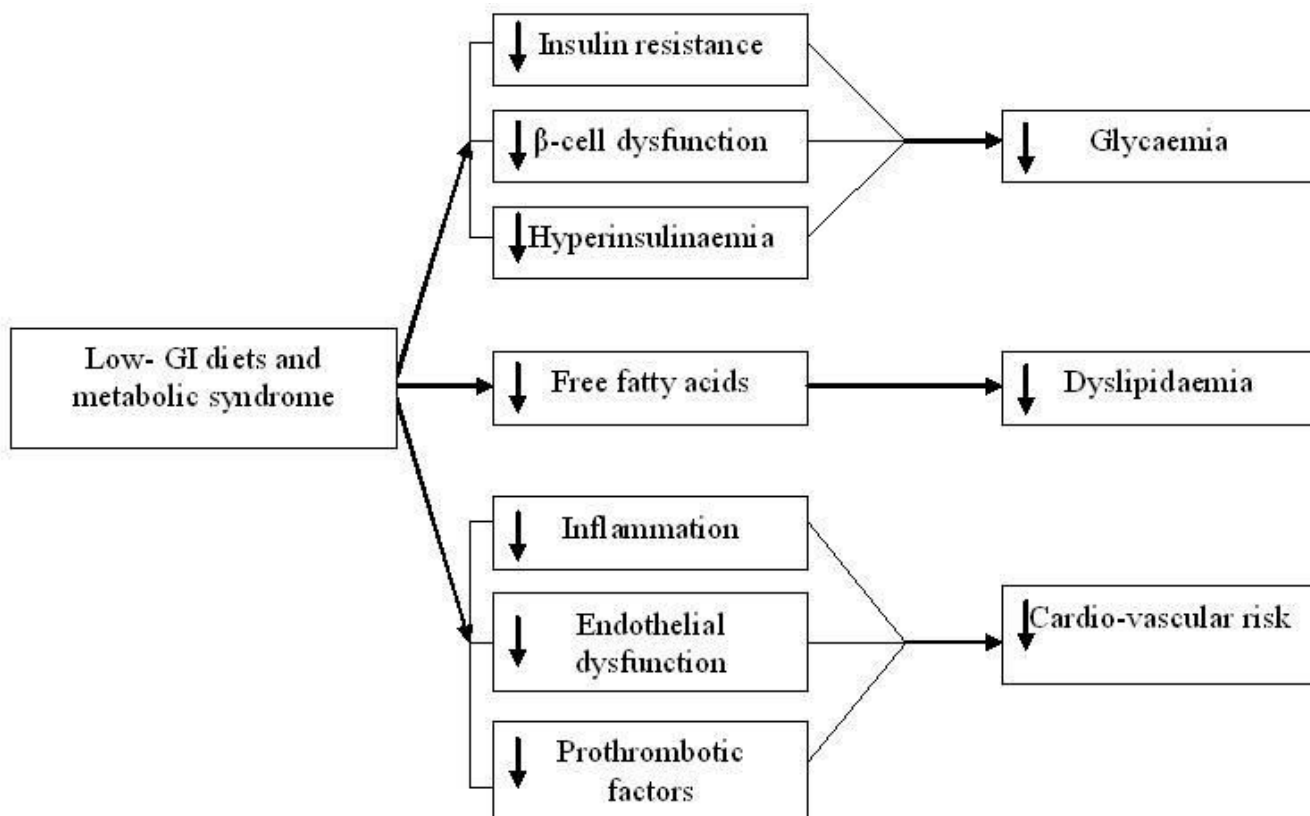 Insulin resistance
β-cell dysfunction
Glycaemia
Hyperinsulinaemia
Low- GI diets and
metabolic syndrome
Free fatty acids
Dyslipidaemia
Inflammation
Endothelial
dysfunction
Cardio-vascular risk
Prothrombotic
factors